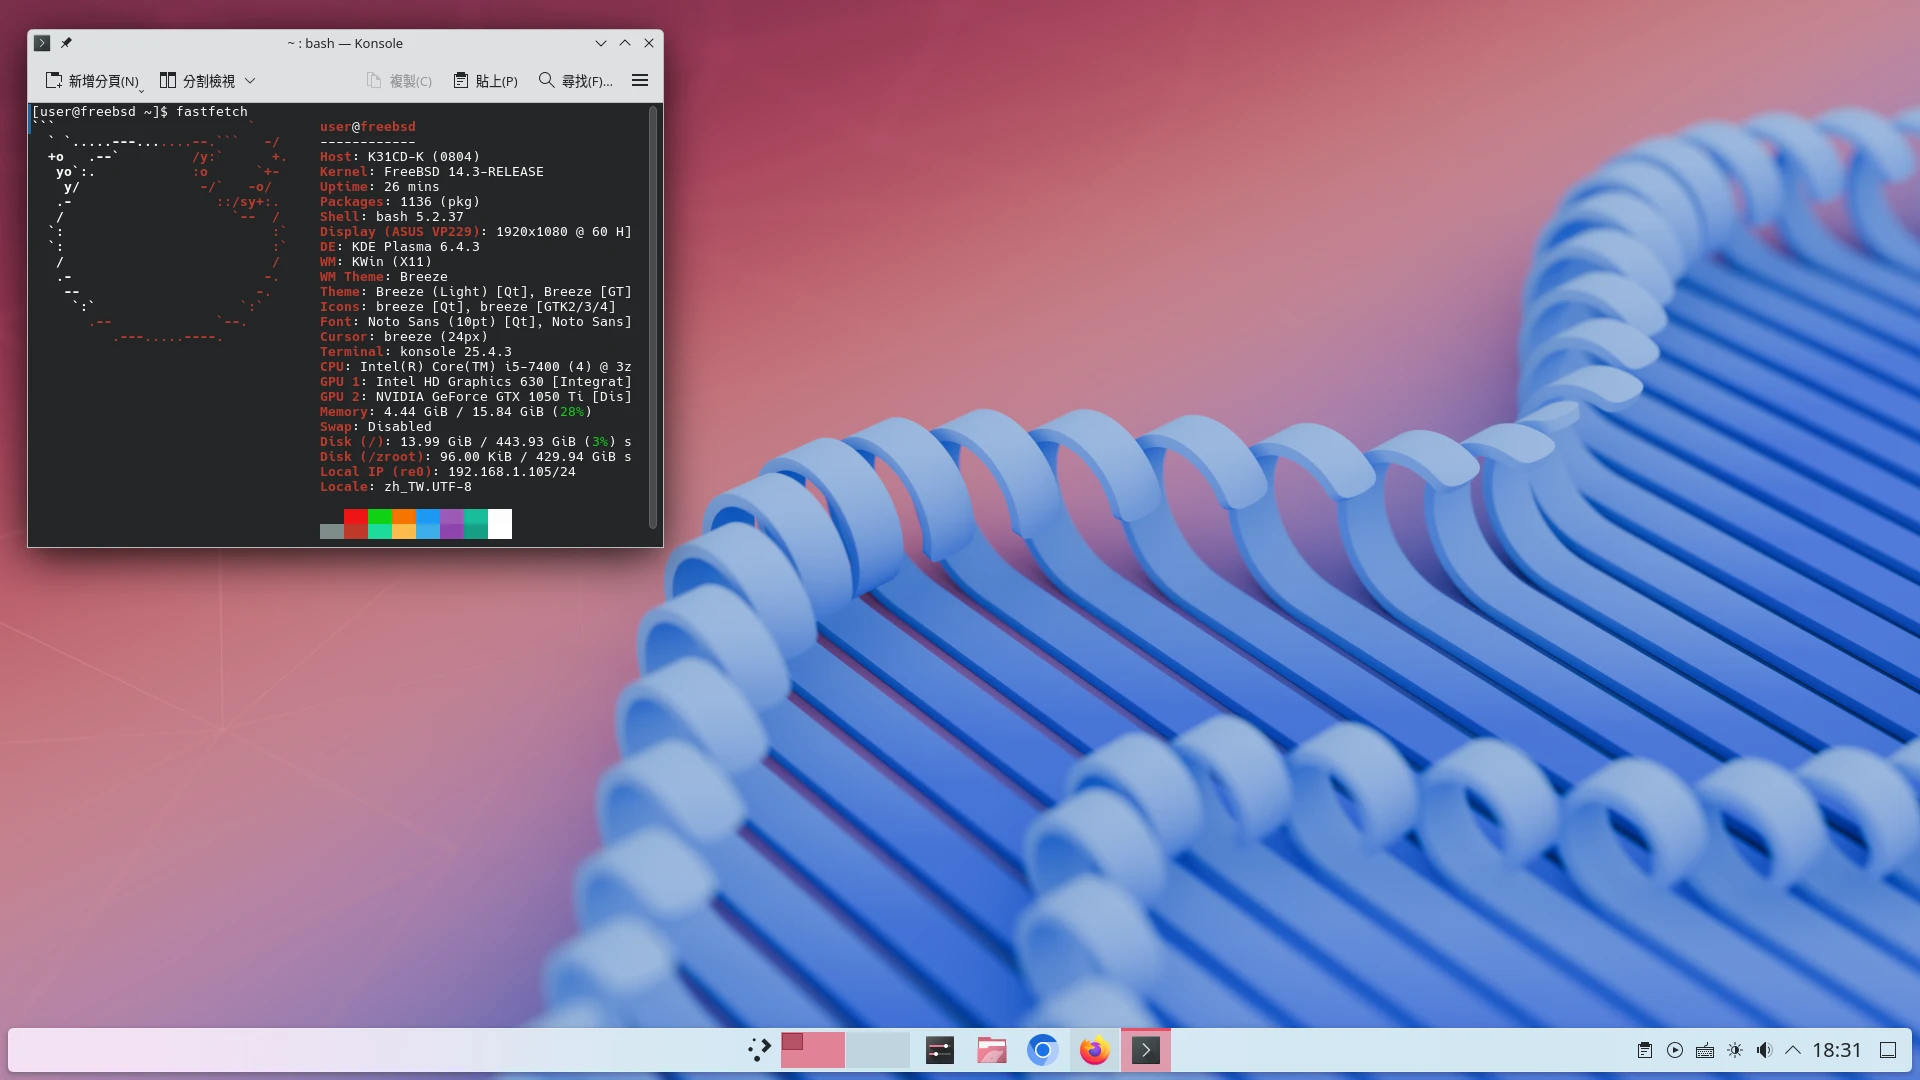 ~ : bash — Konsole
新增分頁(N) 分割檢視 複製(C) 貼上(P) 尋找(F)...
[user@freebsd ~]$ fastfetch
user@freebsd
------------
Host: K31CD-K (0804)
Kernel: FreeBSD 14.3-RELEASE
Uptime: 26 mins
Packages: 1136 (pkg)
Shell: bash 5.2.37
Display (ASUS VP229): 1920x1080 @ 60 H]
DE: KDE Plasma 6.4.3
WM: KWin (X11)
WM Theme: Breeze
Theme: Breeze (Light) [Qt], Breeze [GT]
Icons: breeze [Qt], breeze [GTK2/3/4]
Font: Noto Sans (10pt) [Qt], Noto Sans]
Cursor: breeze (24px)
Terminal: konsole 25.4.3
CPU: Intel(R) Core(TM) i5-7400 (4) @ 3z
GPU 1: Intel HD Graphics 630 [Integrat]
GPU 2: NVIDIA GeForce GTX 1050 Ti [Dis]
Memory: 4.44 GiB / 15.84 GiB (28%)
Swap: Disabled
Disk (/): 13.99 GiB / 443.93 GiB (3%) s
Disk (/zroot): 96.00 KiB / 429.94 GiB s
Local IP (re0): 192.168.1.105/24
Locale: zh_TW.UTF-8
18:31